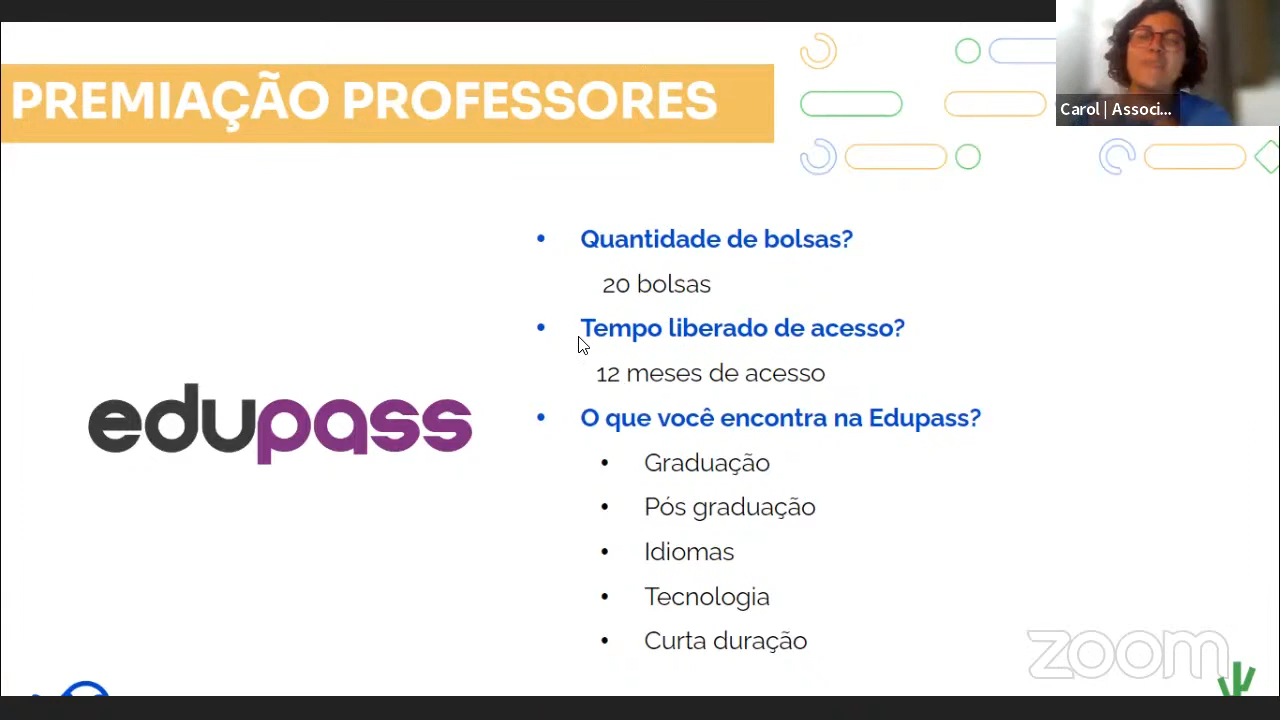 PREMIAÇÃO PROFESSORES
Carol | Associ...
• Quantidade de bolsas?
20 bolsas
• Tempo liberado de acesso?
12 meses de acesso
• O que você encontra na Edupass?
• Graduação
• Pós graduação
• Idiomas
• Tecnologia
• Curta duração
edupass
zoom